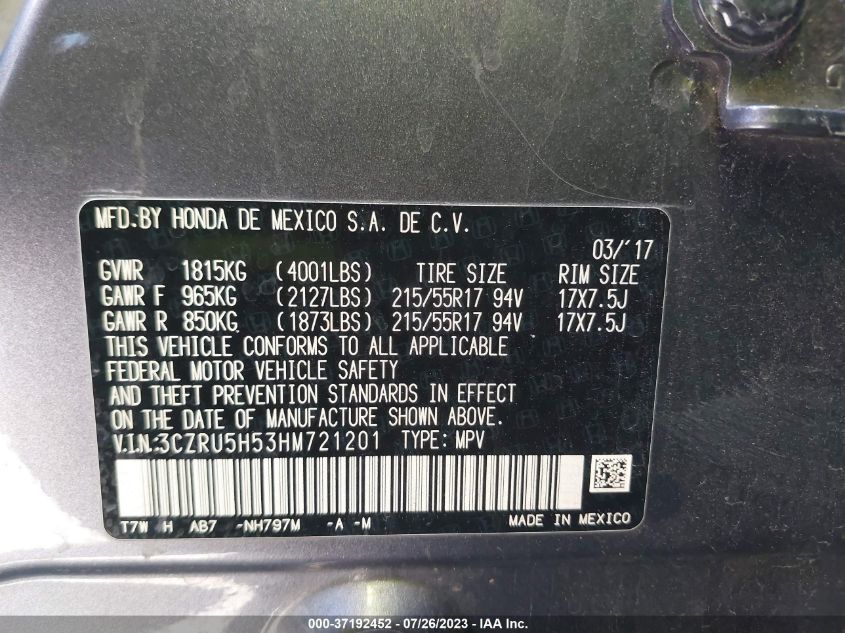 MFD. BY HONDA DE MEXICO S.A. DE C.V.
03/'17
GVWR 1815KG (4001LBS) TIRE SIZE RIM SIZE
GAWR F 965KG (2127LBS) 215/55R17 94V 17X7.5J
GAWR R 850KG (1873LBS) 215/55R17 94V 17X7.5J
THIS VEHICLE CONFORMS TO ALL APPLICABLE
FEDERAL MOTOR VEHICLE SAFETY
AND THEFT PREVENTION STANDARDS IN EFFECT
ON THE DATE OF MANUFACTURE SHOWN ABOVE.
V.I.N:3CZRU5H53HM721201 TYPE: MPV
T7W H AB7 -NH797M -A -M MADE IN MEXICO
000-37192452 - 07/26/2023 - IAAI.com